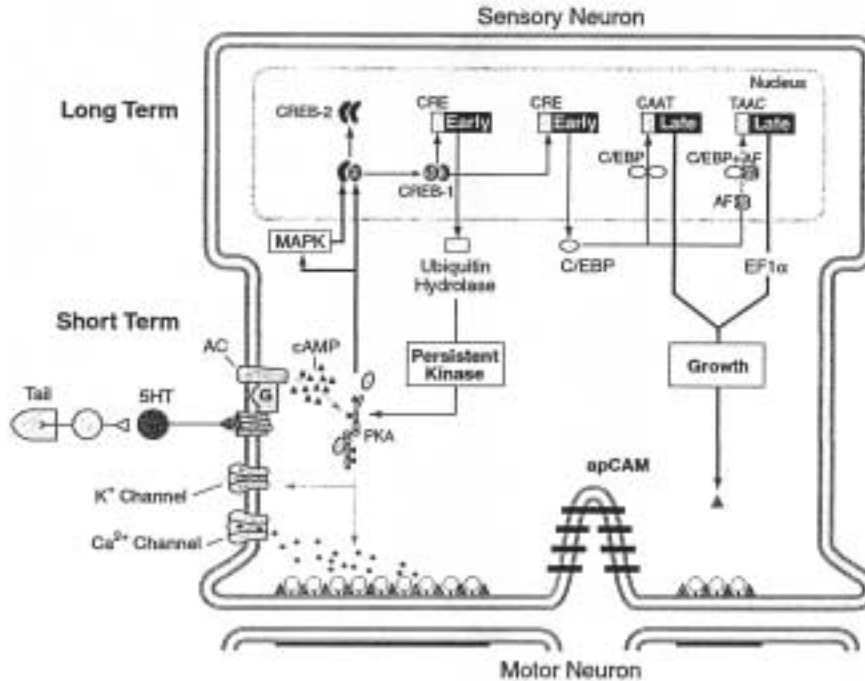 Sensory Neuron
Nucleus
Long Term
CREB-2
CRE
Early
CRE
Early
CAAT
Late
TAAC
Late
C/EBP
C/EBP+AF
CREB-1
AF
MAPK
Ubiquitin
Hydrolase
C/EBP
EF1α
Short Term
AC
cAMP
Persistent
Kinase
Growth
G
Tail
5HT
PKA
apCAM
K+ Channel
Ca2+ Channel
Motor Neuron